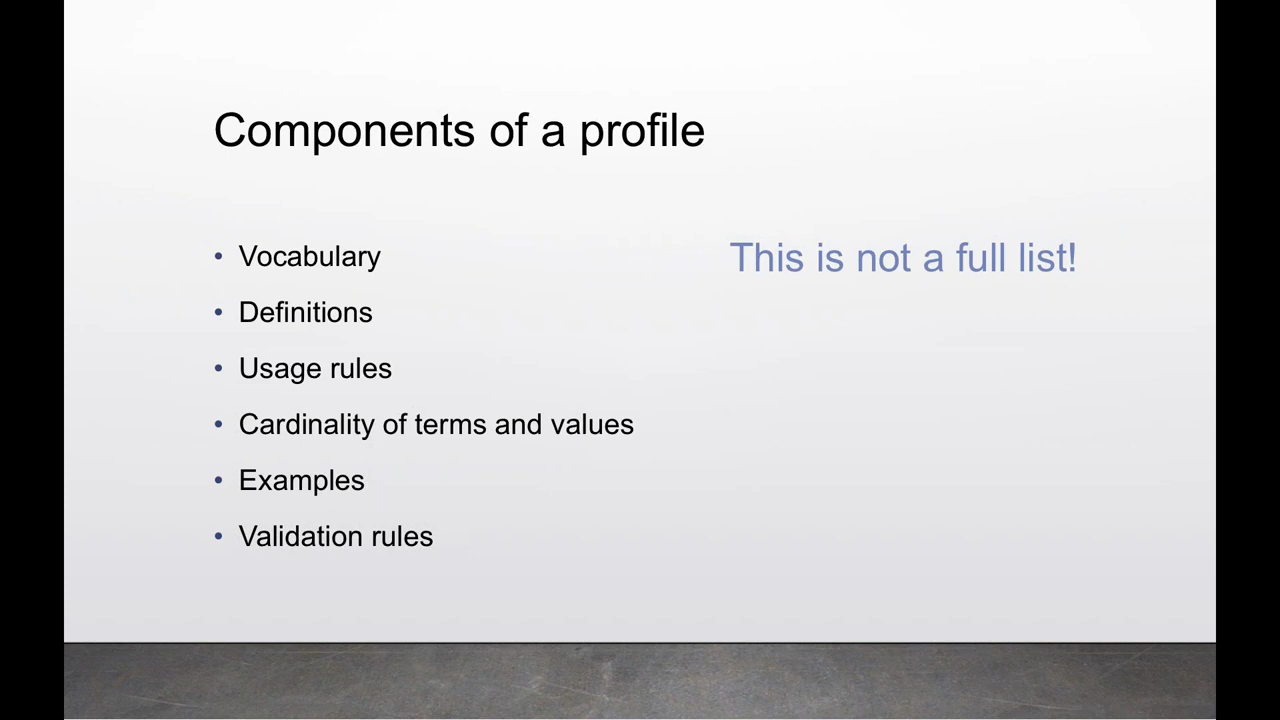 Components of a profile
• Vocabulary
• Definitions
• Usage rules
• Cardinality of terms and values
• Examples
• Validation rules
This is not a full list!